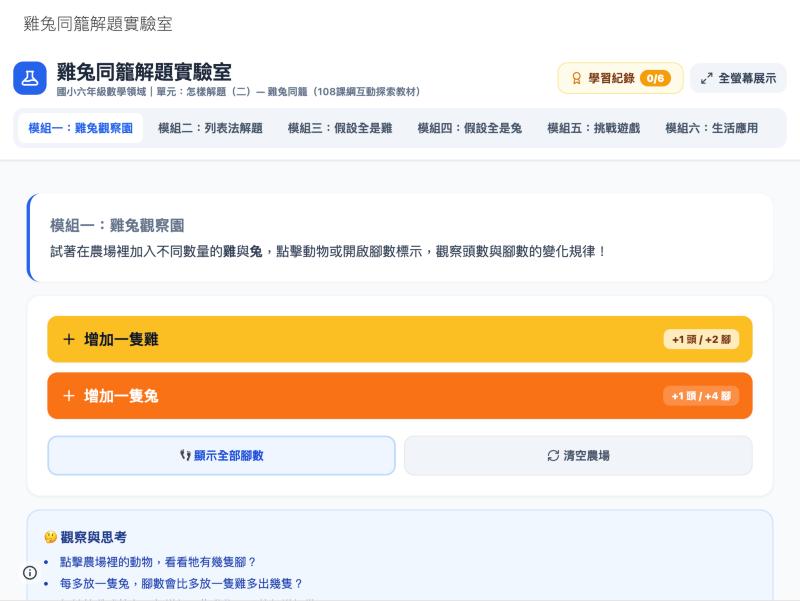 雞兔同籠解題實驗室
雞兔同籠解題實驗室
國小六年級數學領域 | 單元：怎樣解題（二）— 雞兔同籠（108課綱互動探索教材）
學習紀錄 0/6
全螢幕展示
模組一：雞兔觀察園 模組二：列表法解題 模組三：假設全是雞 模組四：假設全是兔 模組五：挑戰遊戲 模組六：生活應用
模組一：雞兔觀察園
試著在農場裡加入不同數量的雞與兔，點擊動物或開啟腳數標示，觀察頭數與腳數的變化規律！
+ 增加一隻雞 +1 頭 / +2 腳
+ 增加一隻兔 +1 頭 / +4 腳
顯示全部腳數 清空農場
🤔 觀察與思考
• 點擊農場裡的動物，看看牠有幾隻腳？
• 每多放一隻兔，腳數會比多放一隻雞多出幾隻？